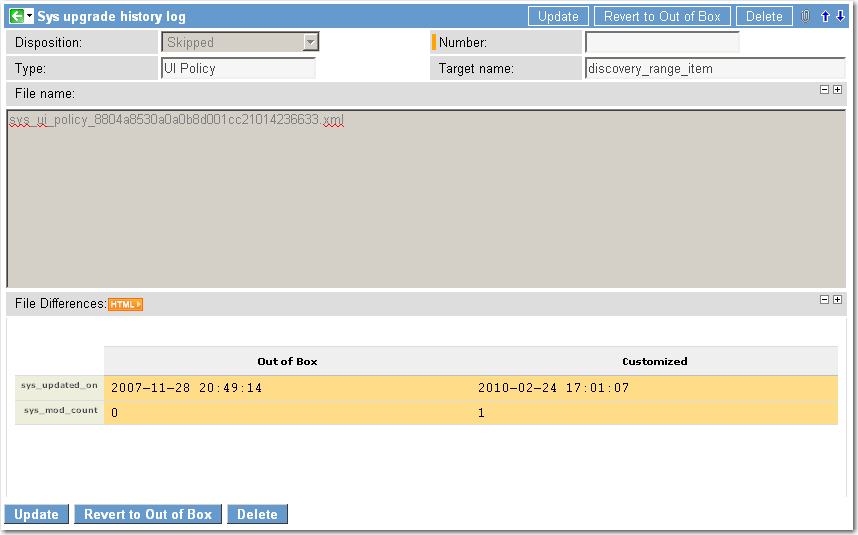 Sys upgrade history log Update Revert to Out of Box Delete
Disposition: Skipped Number:
Type: UI Policy Target name: discovery_range_item
File name:
sys_ui_policy_8804a8530a0a0b8d001cc21014236633.xml
File Differences: HTML
Out of Box Customized
sys_updated_on 2007-11-28 20:49:14 2010-02-24 17:01:07
sys_mod_count 0 1
Update Revert to Out of Box Delete